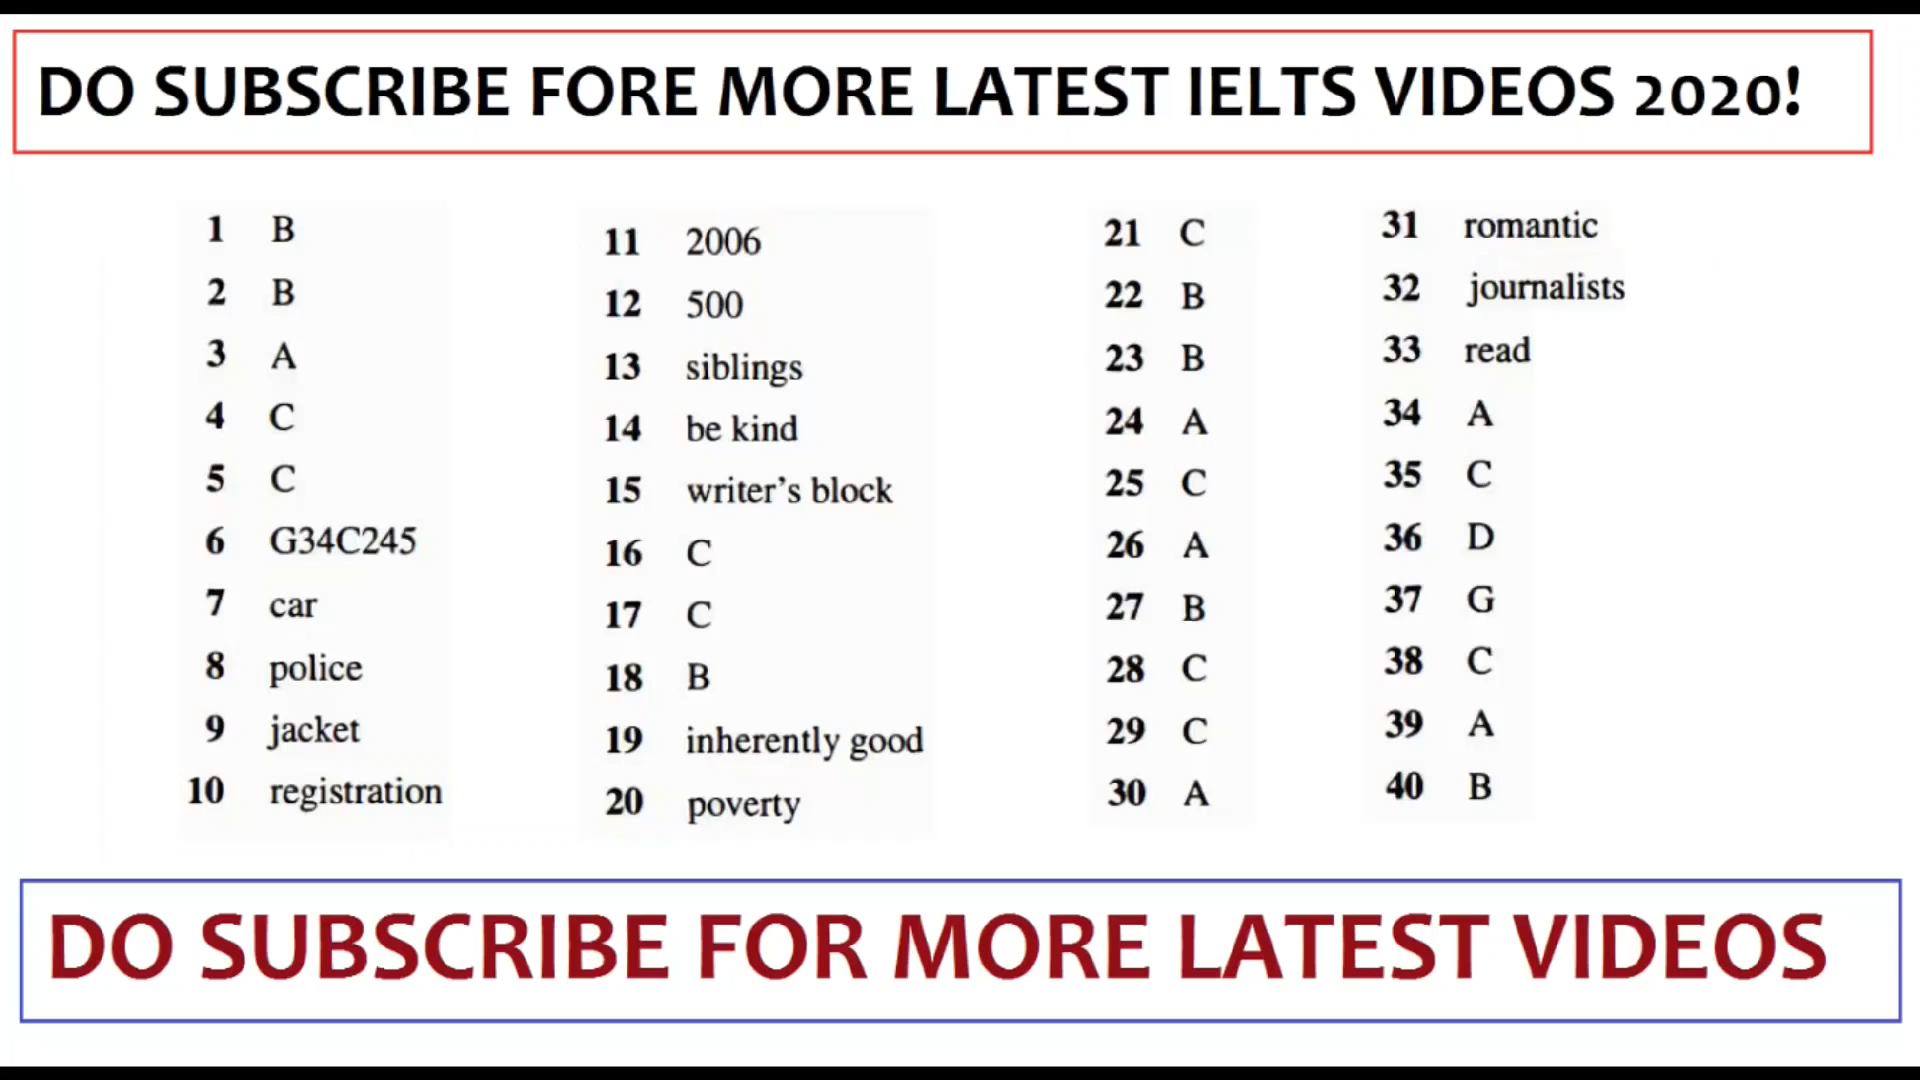 DO SUBSCRIBE FORE MORE LATEST IELTS VIDEOS 2020!
1 B
2 B
3 A
4 C
5 C
6 G34C245
7 car
8 police
9 jacket
10 registration
11 2006
12 500
13 siblings
14 be kind
15 writer's block
16 C
17 C
18 B
19 inherently good
20 poverty
21 C
22 B
23 B
24 A
25 C
26 A
27 B
28 C
29 C
30 A
31 romantic
32 journalists
33 read
34 A
35 C
36 D
37 G
38 C
39 A
40 B
DO SUBSCRIBE FOR MORE LATEST VIDEOS